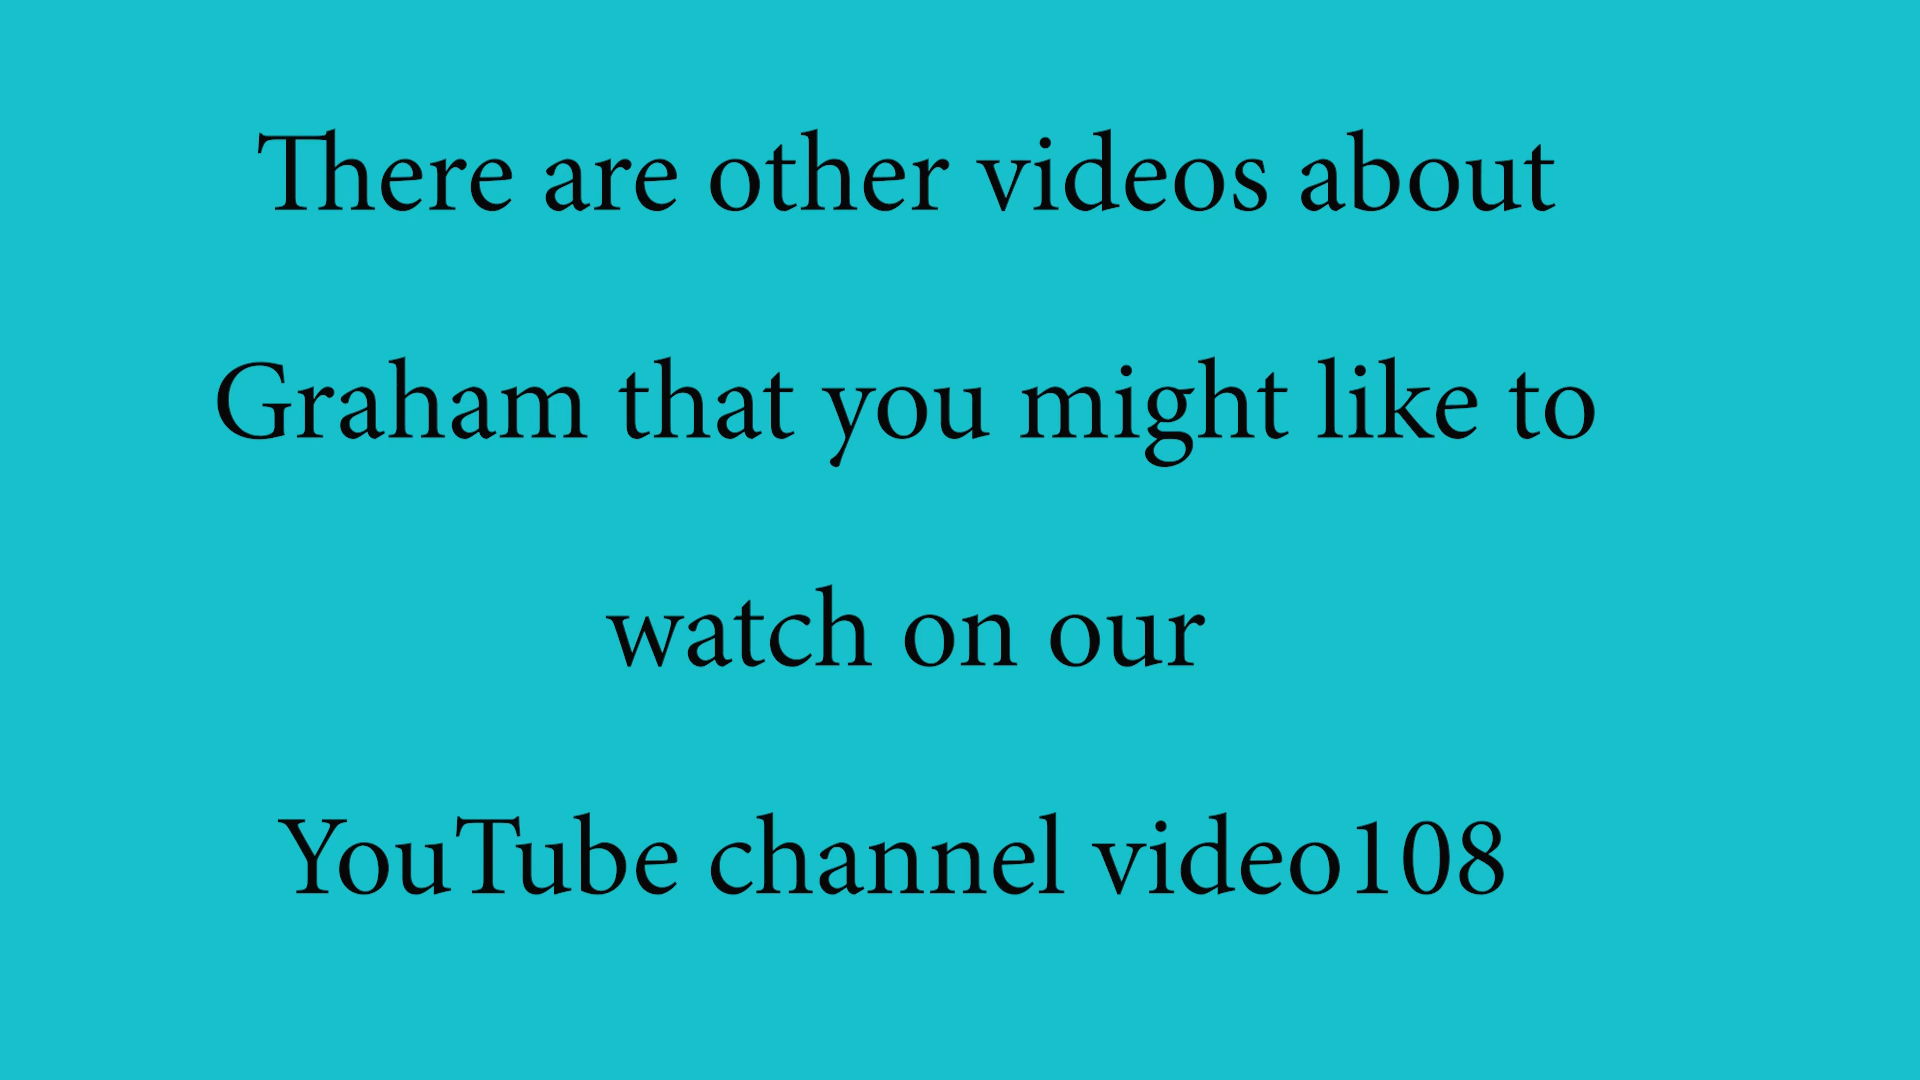 There are other videos about
Graham that you might like to
watch on our
YouTube channel video108